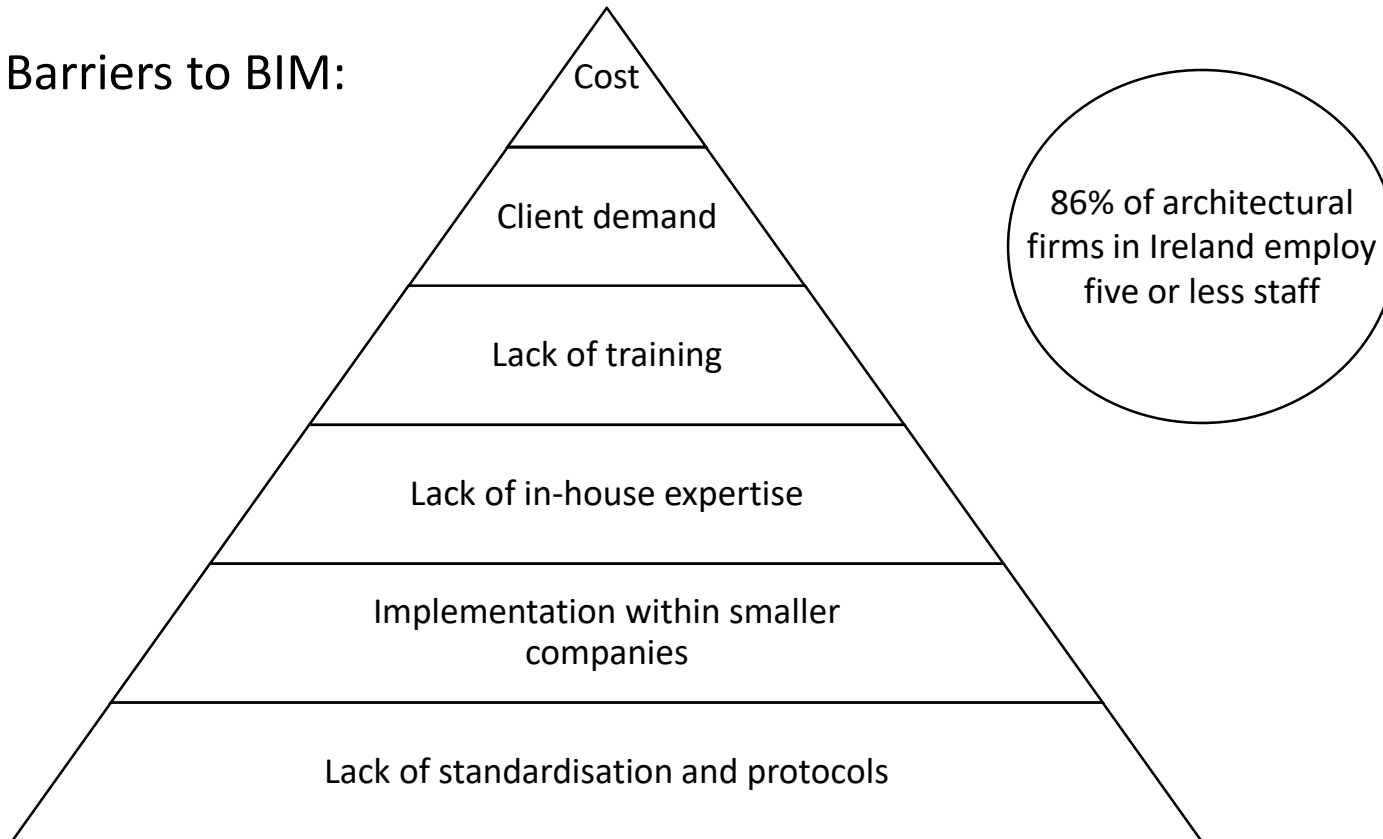 Barriers to BIM:
Cost
Client demand
Lack of training
Lack of in-house expertise
Implementation within smaller
companies
Lack of standardisation and protocols
86% of architectural
firms in Ireland employ
five or less staff